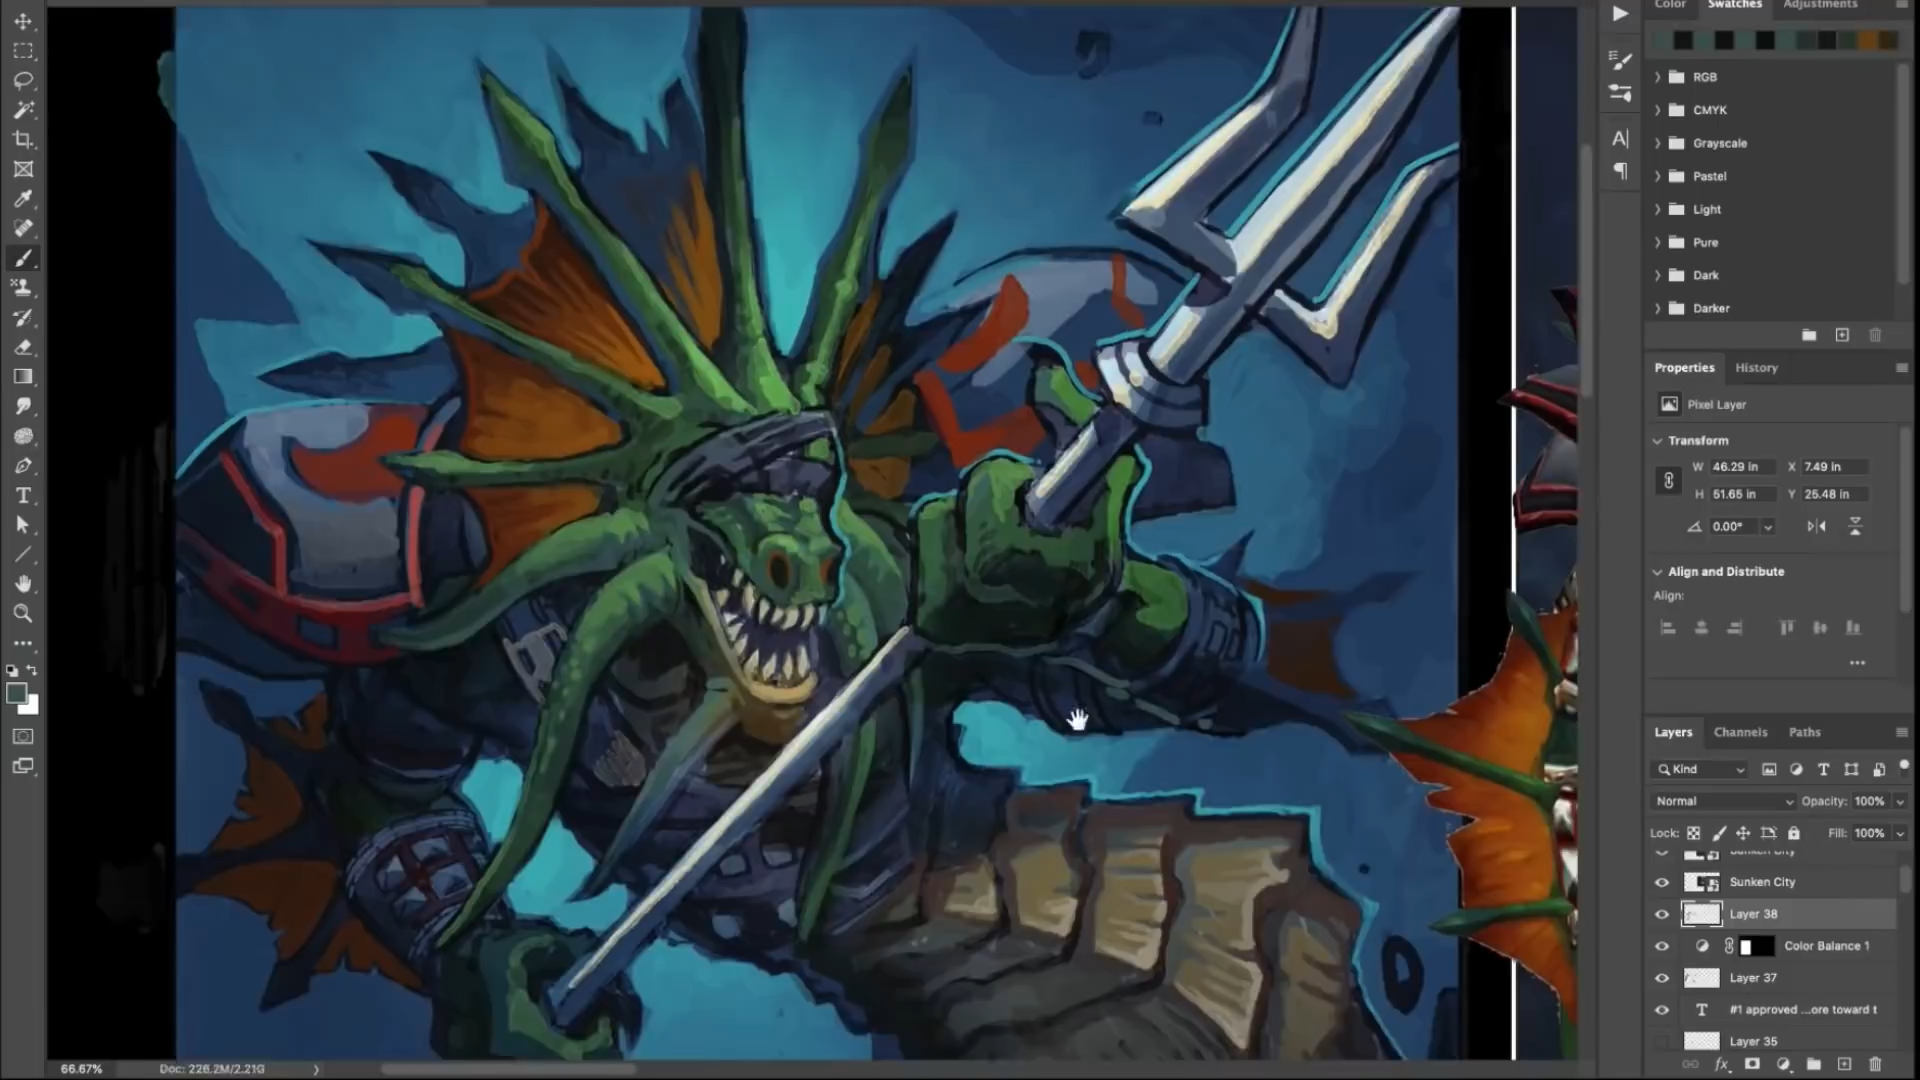 Color Swatches Adjustments
RGB
CMYK
Grayscale
Pastel
Light
Pure
Dark
Darker
Properties History
Pixel Layer
Transform
W 46.29 in X 7.49 in
H 51.65 in Y 25.48 in
0.00°
Align and Distribute
Align:
Layers Channels Paths
Kind
Normal Opacity: 100%
Lock: Fill: 100%
Sunken City
Sunken City
Layer 38
Color Balance 1
Layer 37
#1 approved ...ore toward t
Layer 35
fx
66.67% Doc: 226.2M/2.21G